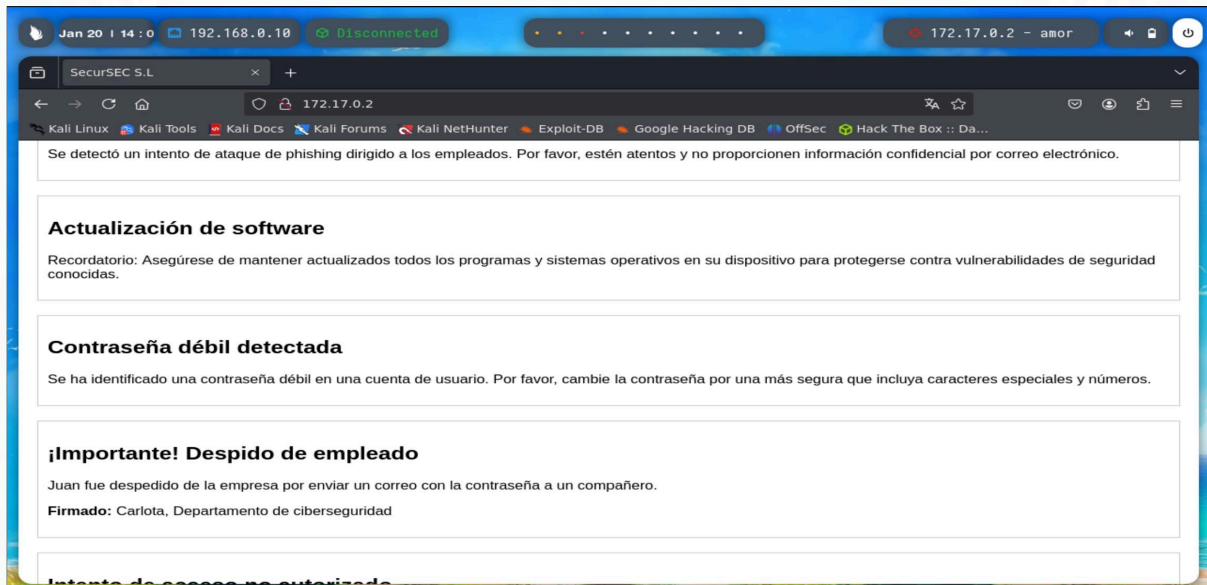 Jan 20 | 14 : 0 192.168.0.10 Disconnected 172.17.0.2 - amor
SecurSEC S.L
172.17.0.2
Kali Linux Kali Tools Kali Docs Kali Forums Kali NetHunter Exploit-DB Google Hacking DB OffSec Hack The Box :: Da...
Se detectó un intento de ataque de phishing dirigido a los empleados. Por favor, estén atentos y no proporcionen información confidencial por correo electrónico.
Actualización de software
Recordatorio: Asegúrese de mantener actualizados todos los programas y sistemas operativos en su dispositivo para protegerse contra vulnerabilidades de seguridad
conocidas.
Contraseña débil detectada
Se ha identificado una contraseña débil en una cuenta de usuario. Por favor, cambie la contraseña por una más segura que incluya caracteres especiales y números.
¡Importante! Despido de empleado
Juan fue despedido de la empresa por enviar un correo con la contraseña a un compañero.
Firmado: Carlota, Departamento de ciberseguridad
Intento de acceso no autorizado